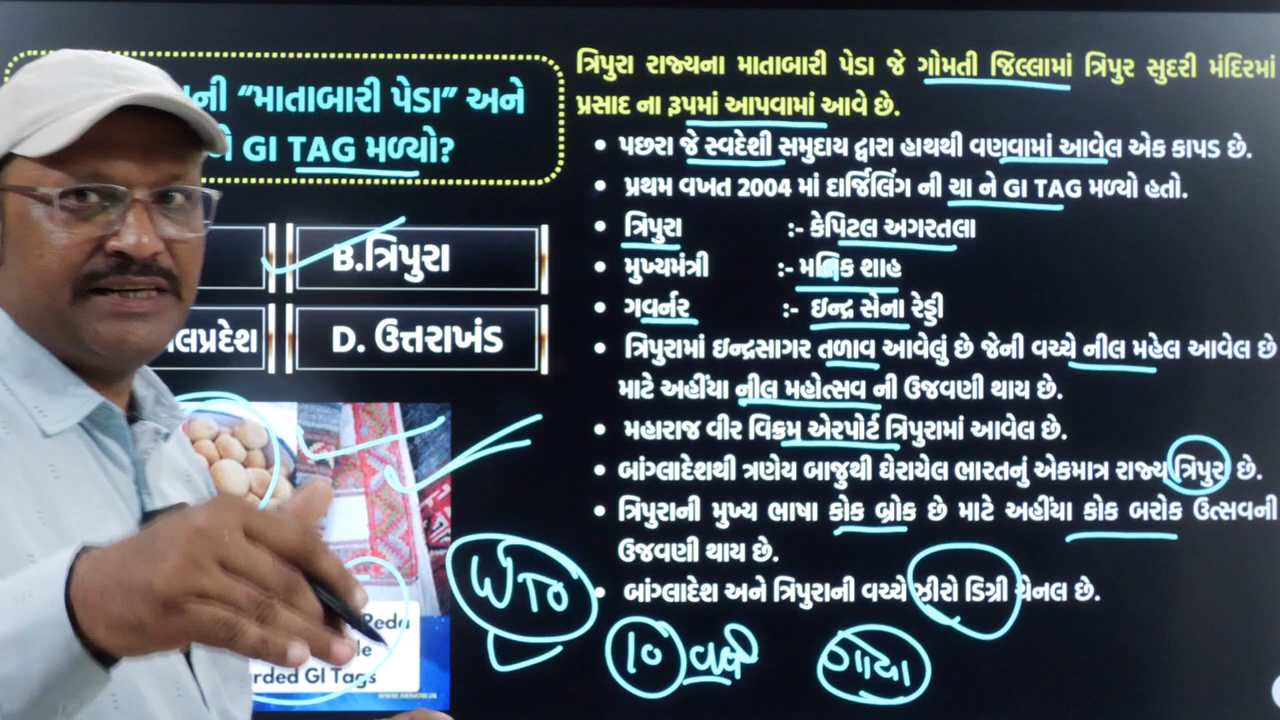 “માતાબારી પેડા” અને
GI TAG મળ્યો?
B.ત્રિપુરા
D. ઉત્તરાખંડ
Peda
GI Tags
ત્રિપુરા રાજ્યના માતાબારી પેડા જે ગોમતી જિલ્લામાં ત્રિપુર સુદરી મંદિરમાં
પ્રસાદ ના રૂપમાં આપવામાં આવે છે.
• પછરા જે સ્વદેશી સમુદાય દ્વારા હાથથી વણવામાં આવેલ એક કાપડ છે.
• પ્રથમ વખત 2004 માં દાર્જિલિંગ ની ચા ને GI TAG મળ્યો હતો.
• ત્રિપુરા :- કેપિટલ અગરતલા
• મુખ્યમંત્રી :- મનિક શાહ
• ગવર્નર :- ઇન્દ્ર સેના રેડ્ડી
• ત્રિપુરામાં ઇન્દ્રસાગર તળાવ આવેલું છે જેની વચ્ચે નીલ મહેલ આવેલ છે
માટે અહીંયા નીલ મહોત્સવ ની ઉજવણી થાય છે.
• મહારાજ વીર વિક્રમ એરપોર્ટ ત્રિપુરામાં આવેલ છે.
• બાંગ્લાદેશથી ત્રણેય બાજુથી ઘેરાયેલ ભારતનું એકમાત્ર રાજ્ય ત્રિપુરા છે.
• ત્રિપુરાની મુખ્ય ભાષા કોક બ્રોક છે માટે અહીંયા કોક બરોક ઉત્સવની
ઉજવણી થાય છે.
• બાંગ્લાદેશ અને ત્રિપુરાની વચ્ચે ઝીરો ડિગ્રી ચેનલ છે.
WTO
10 વર્ષ